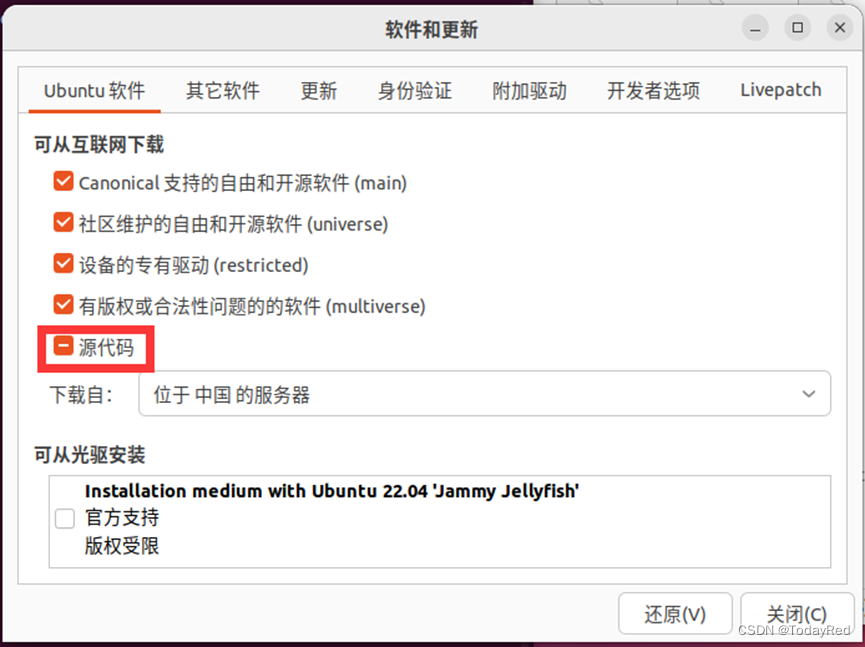 软件和更新
Ubuntu 软件 其它软件 更新 身份验证 附加驱动 开发者选项 Livepatch
可从互联网下载
Canonical 支持的自由和开源软件 (main)
社区维护的自由和开源软件 (universe)
设备的专有驱动 (restricted)
有版权或合法性问题的的软件 (multiverse)
源代码
下载自： 位于 中国 的服务器
可从光驱安装
Installation medium with Ubuntu 22.04 'Jammy Jellyfish'
官方支持
版权受限
还原(V) 关闭(C)
CSDN @TodayRed